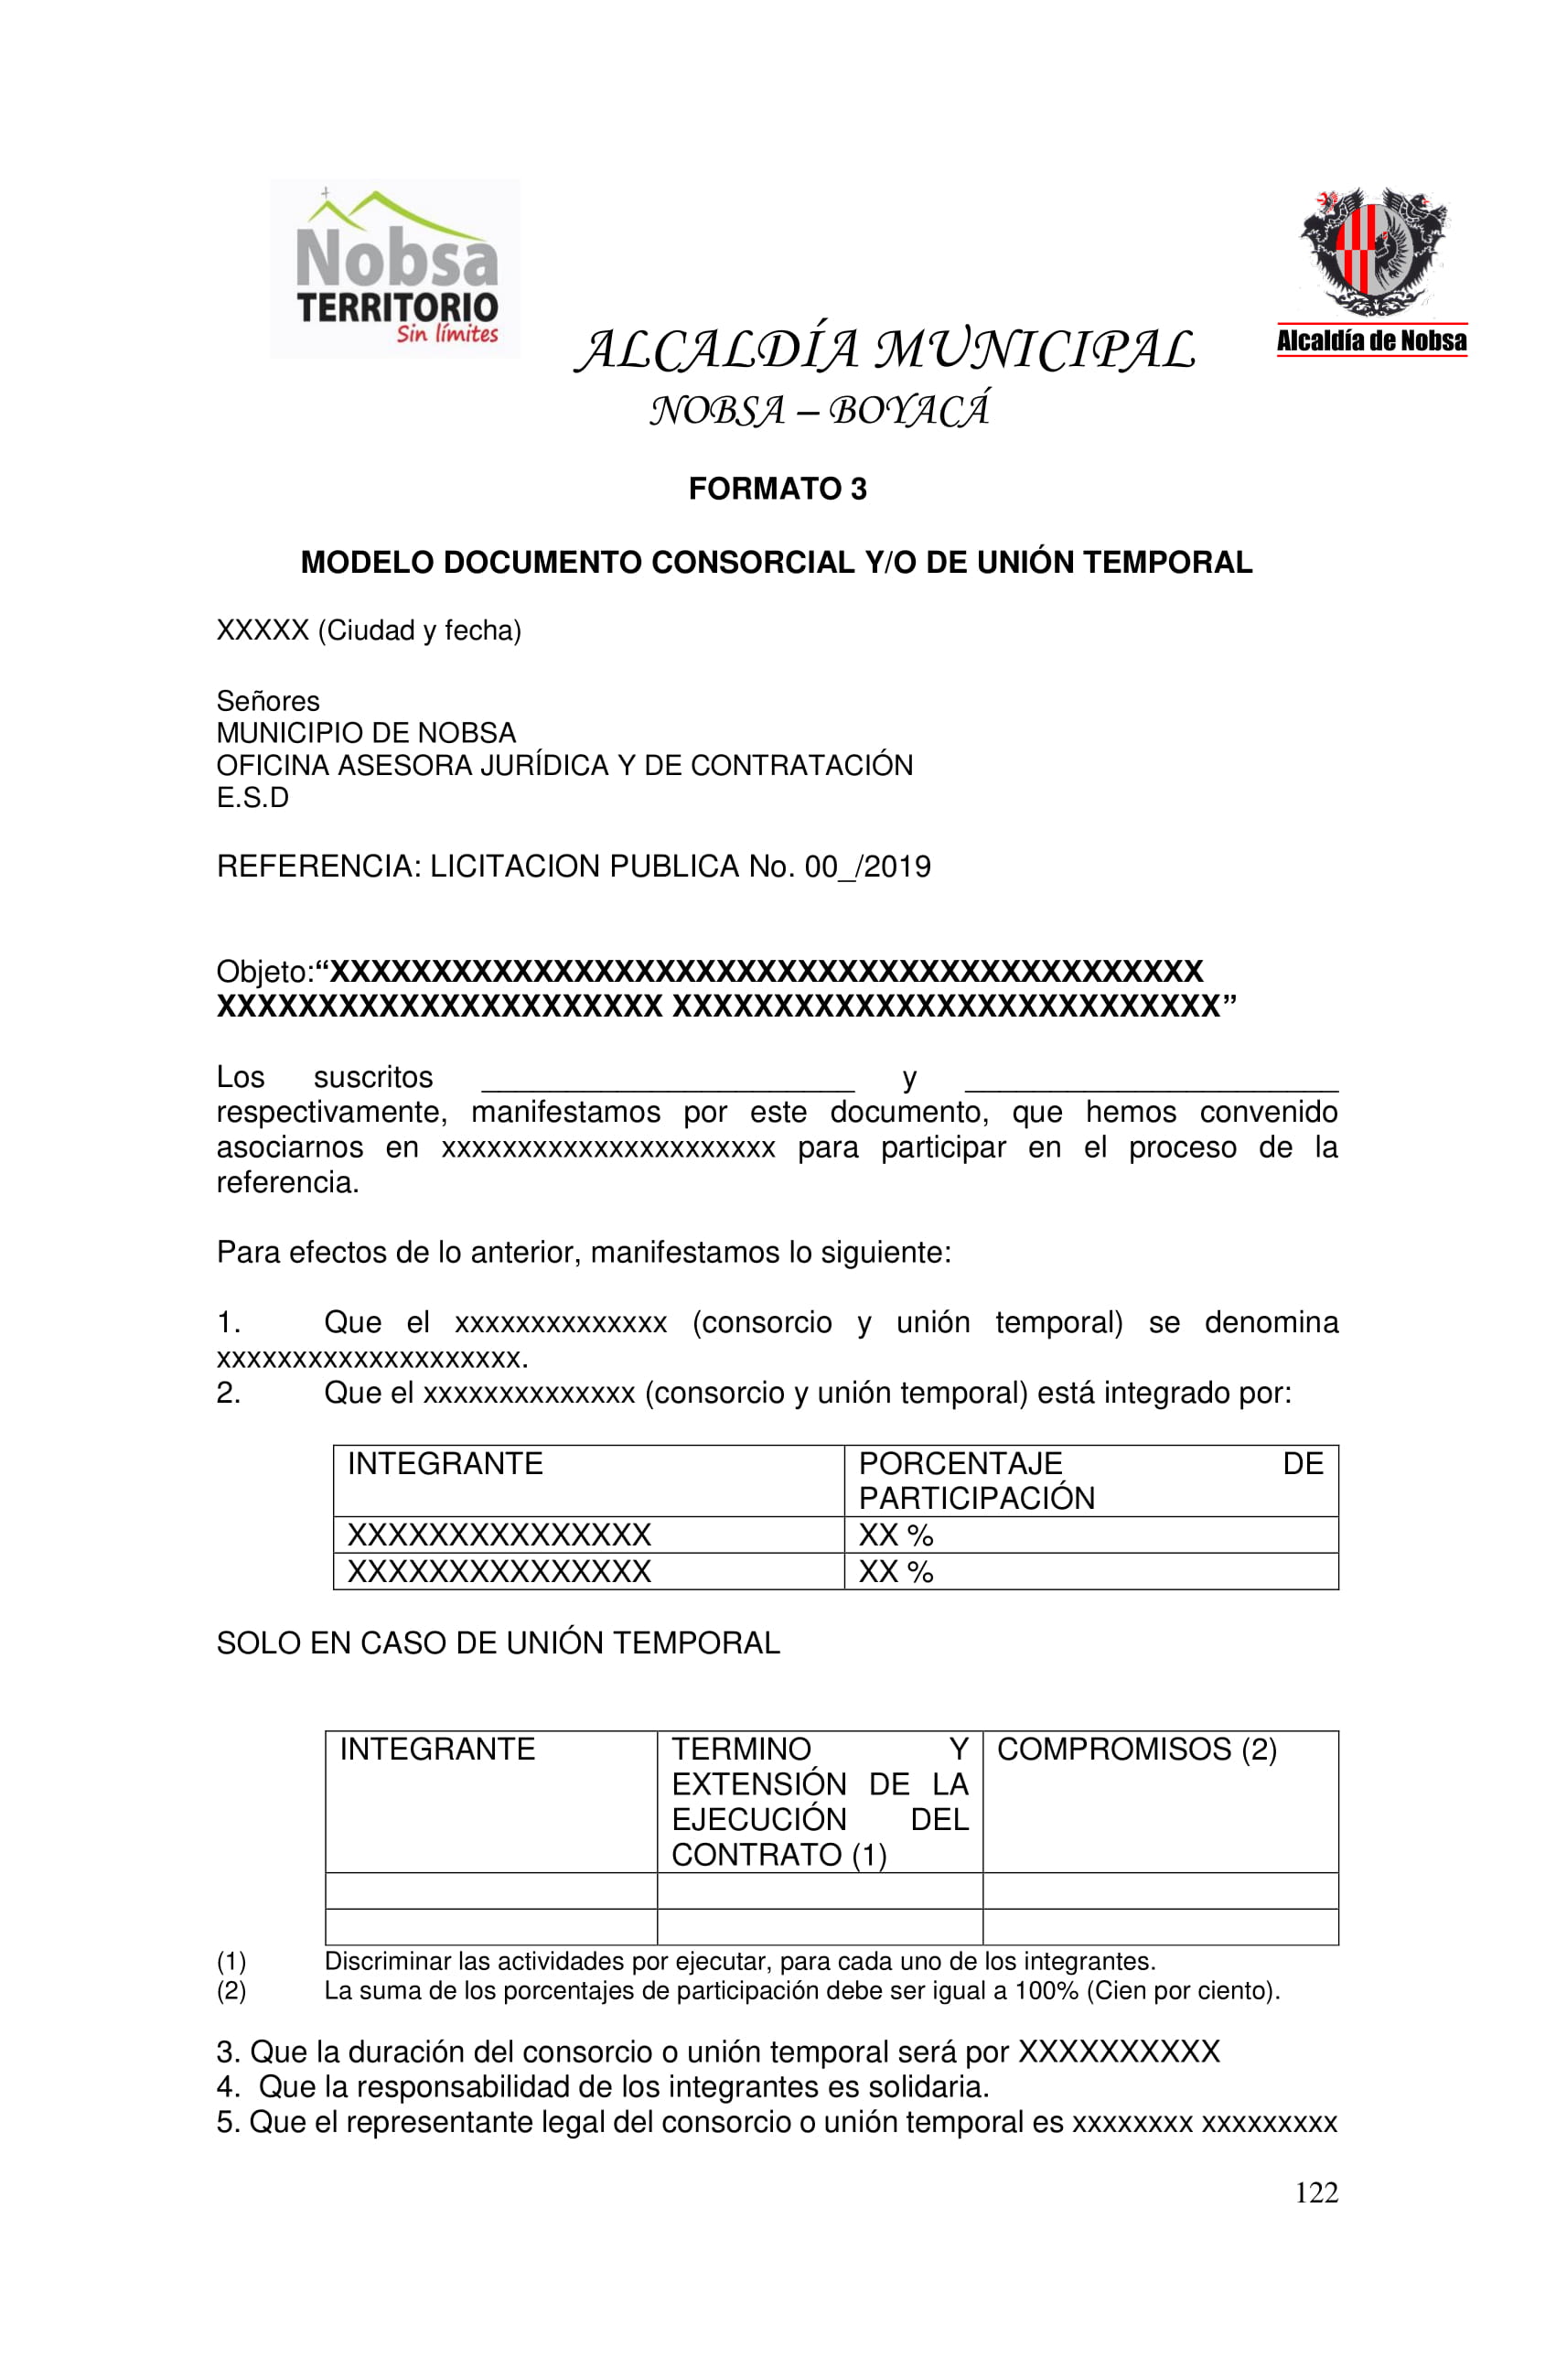 Nobsa
TERRITORIO
Sin límites
Alcaldía de Nobsa
ALCALDÍA MUNICIPAL
NOBSA – BOYACÁ
FORMATO 3
MODELO DOCUMENTO CONSORCIAL Y/O DE UNIÓN TEMPORAL
XXXXX (Ciudad y fecha)
Señores
MUNICIPIO DE NOBSA
OFICINA ASESORA JURÍDICA Y DE CONTRATACIÓN
E.S.D
REFERENCIA: LICITACION PUBLICA No. 00_/2019
Objeto:“XXXXXXXXXXXXXXXXXXXXXXXXXXXXXXXXXXXXXXXXXXX
XXXXXXXXXXXXXXXXXXXXXX XXXXXXXXXXXXXXXXXXXXXXXXXXX”
Los suscritos ______________________ y ______________________
respectivamente, manifestamos por este documento, que hemos convenido
asociarnos en xxxxxxxxxxxxxxxxxxxxxx para participar en el proceso de la
referencia.
Para efectos de lo anterior, manifestamos lo siguiente:
1. Que el xxxxxxxxxxxxxx (consorcio y unión temporal) se denomina
xxxxxxxxxxxxxxxxxxxx.
2. Que el xxxxxxxxxxxxxx (consorcio y unión temporal) está integrado por:
INTEGRANTE PORCENTAJE DE
PARTICIPACIÓN
XXXXXXXXXXXXXXX XX %
XXXXXXXXXXXXXXX XX %
SOLO EN CASO DE UNIÓN TEMPORAL
INTEGRANTE TERMINO Y COMPROMISOS (2)
EXTENSIÓN DE LA
EJECUCIÓN DEL
CONTRATO (1)
(1) Discriminar las actividades por ejecutar, para cada uno de los integrantes.
(2) La suma de los porcentajes de participación debe ser igual a 100% (Cien por ciento).
3. Que la duración del consorcio o unión temporal será por XXXXXXXXXX
4. Que la responsabilidad de los integrantes es solidaria.
5. Que el representante legal del consorcio o unión temporal es xxxxxxxx xxxxxxxxx
122